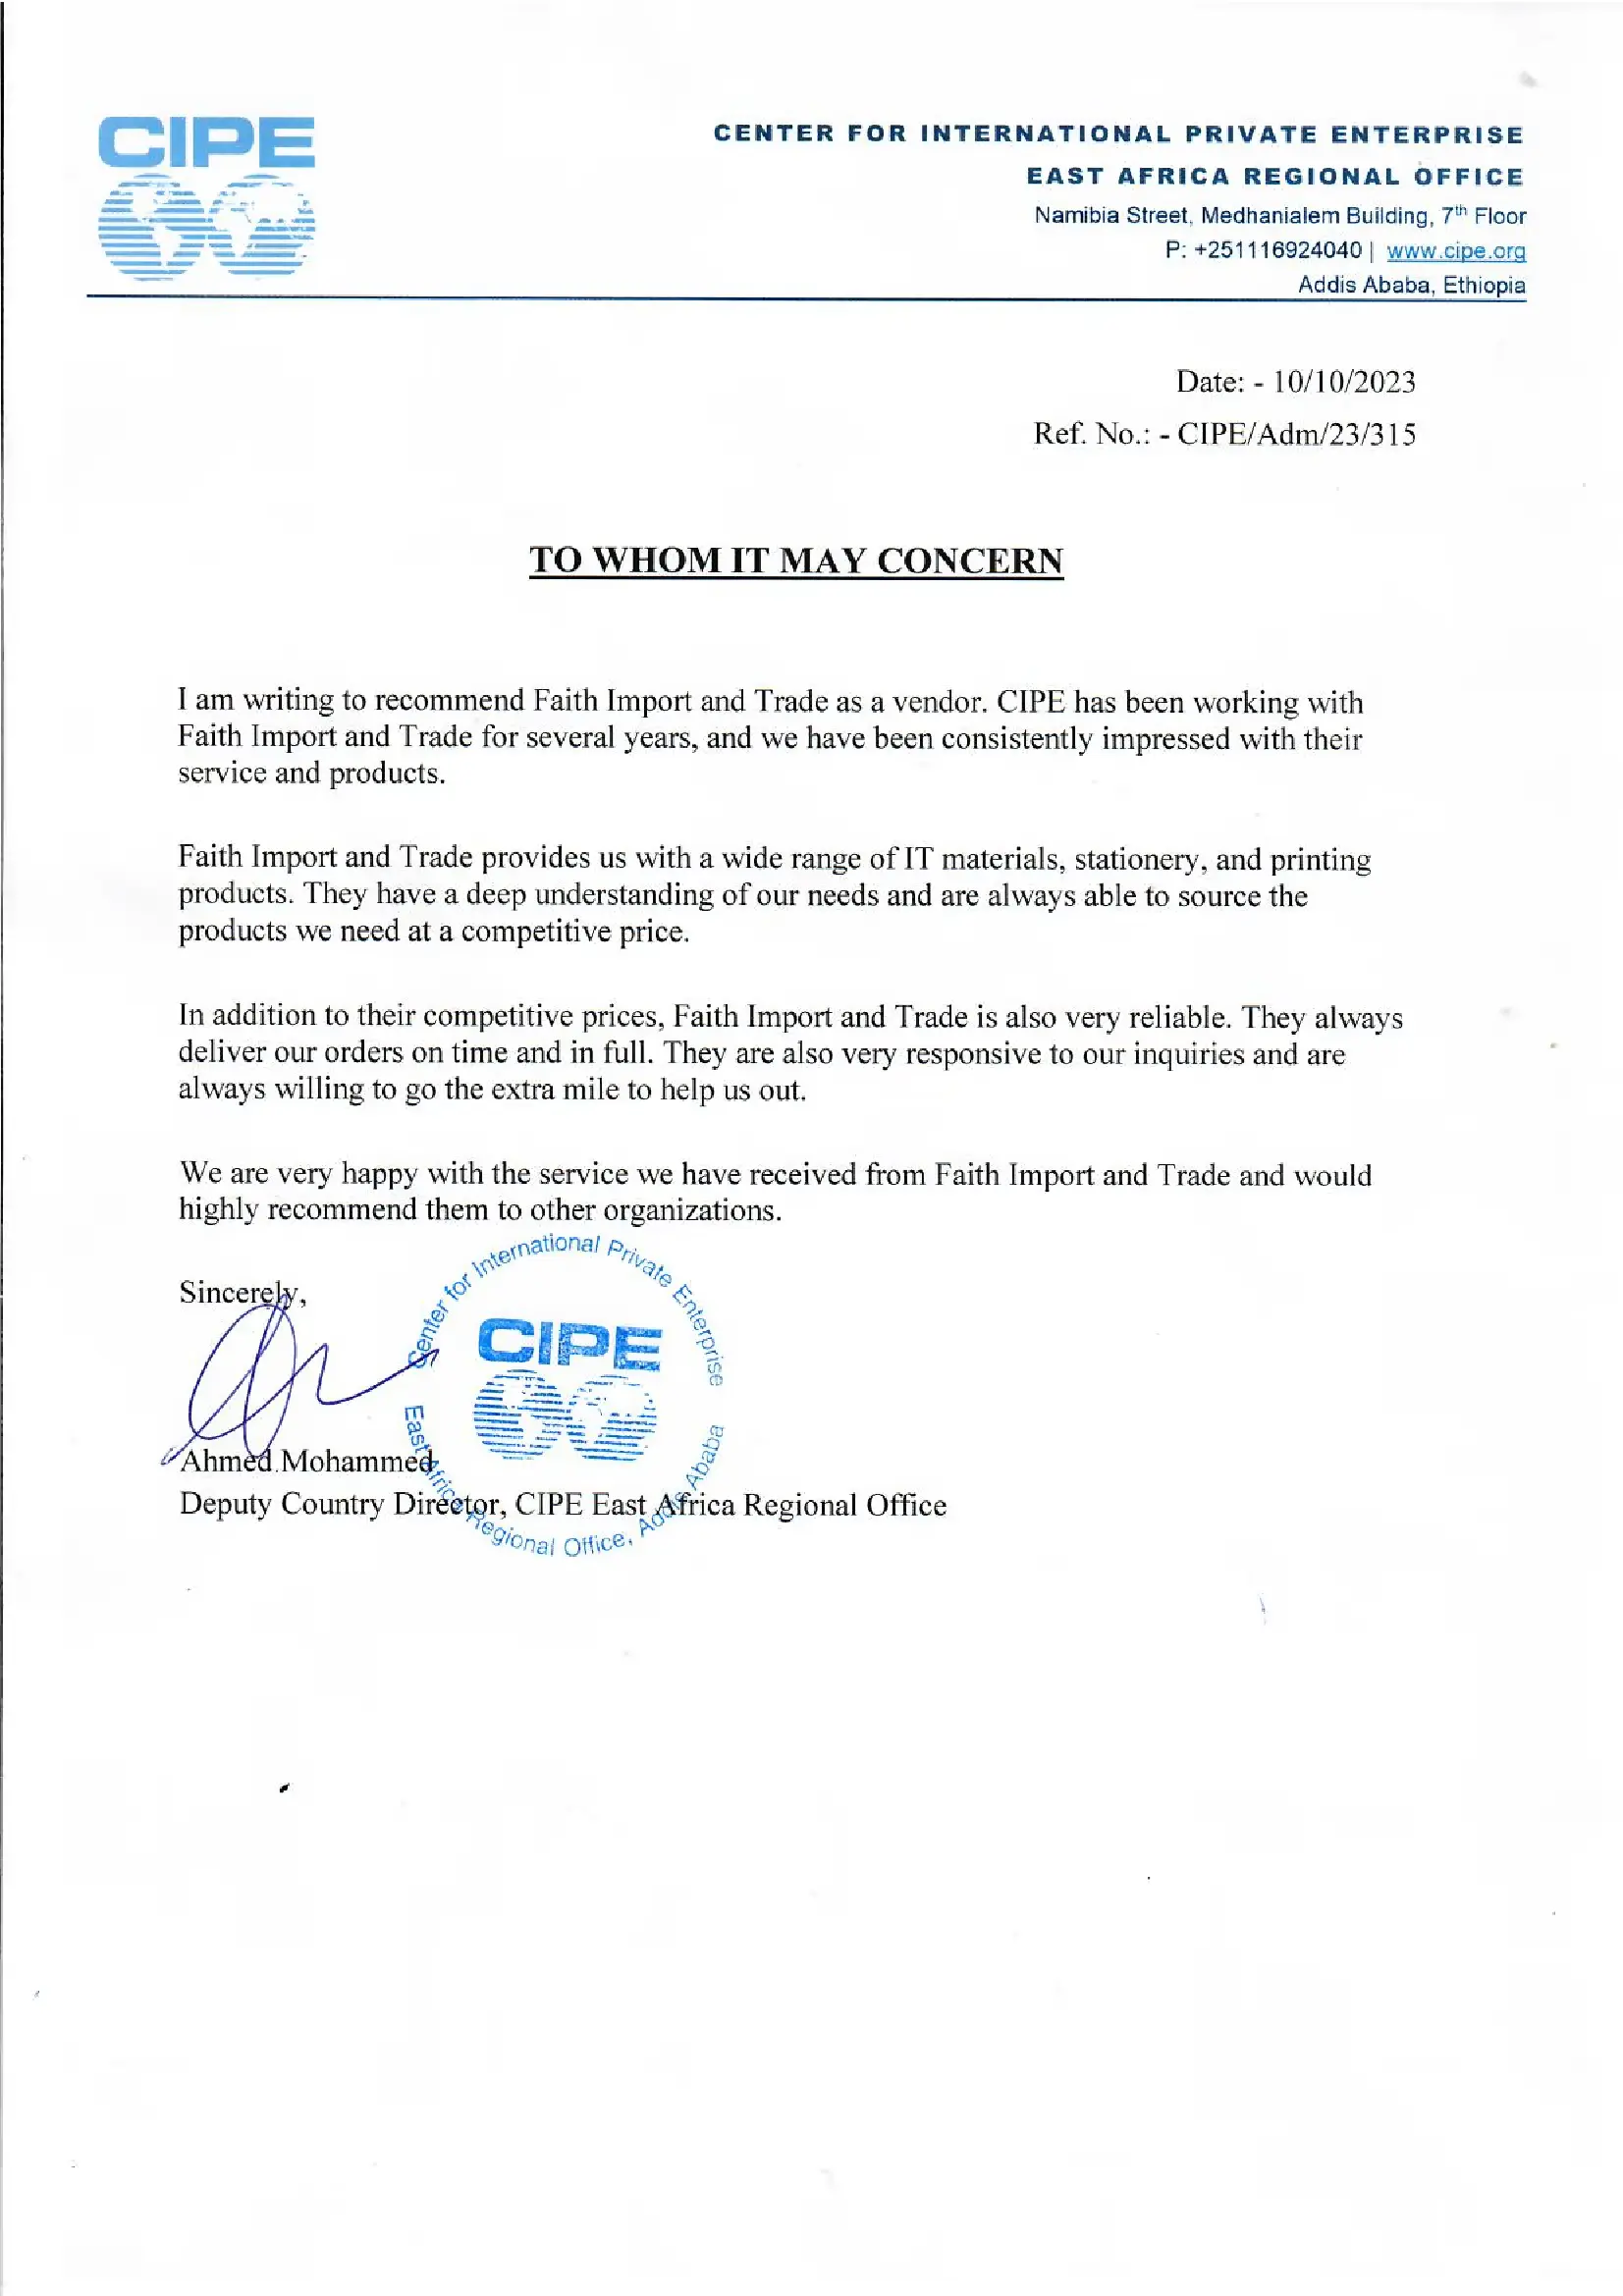 CIPE
CENTER FOR INTERNATIONAL PRIVATE ENTERPRISE
EAST AFRICA REGIONAL OFFICE
Namibia Street, Medhanialem Building, 7th Floor
P: +251116924040 | www.cipe.org
Addis Ababa, Ethiopia
Date: - 10/10/2023
Ref. No.: - CIPE/Adm/23/315
TO WHOM IT MAY CONCERN
I am writing to recommend Faith Import and Trade as a vendor. CIPE has been working with
Faith Import and Trade for several years, and we have been consistently impressed with their
service and products.
Faith Import and Trade provides us with a wide range of IT materials, stationery, and printing
products. They have a deep understanding of our needs and are always able to source the
products we need at a competitive price.
In addition to their competitive prices, Faith Import and Trade is also very reliable. They always
deliver our orders on time and in full. They are also very responsive to our inquiries and are
always willing to go the extra mile to help us out.
We are very happy with the service we have received from Faith Import and Trade and would
highly recommend them to other organizations.
Sincerely,
Center for International Private Enterprise
CIPE
East Africa Regional Office, Addis Ababa
Ahmed.Mohammed
Deputy Country Director, CIPE East Africa Regional Office